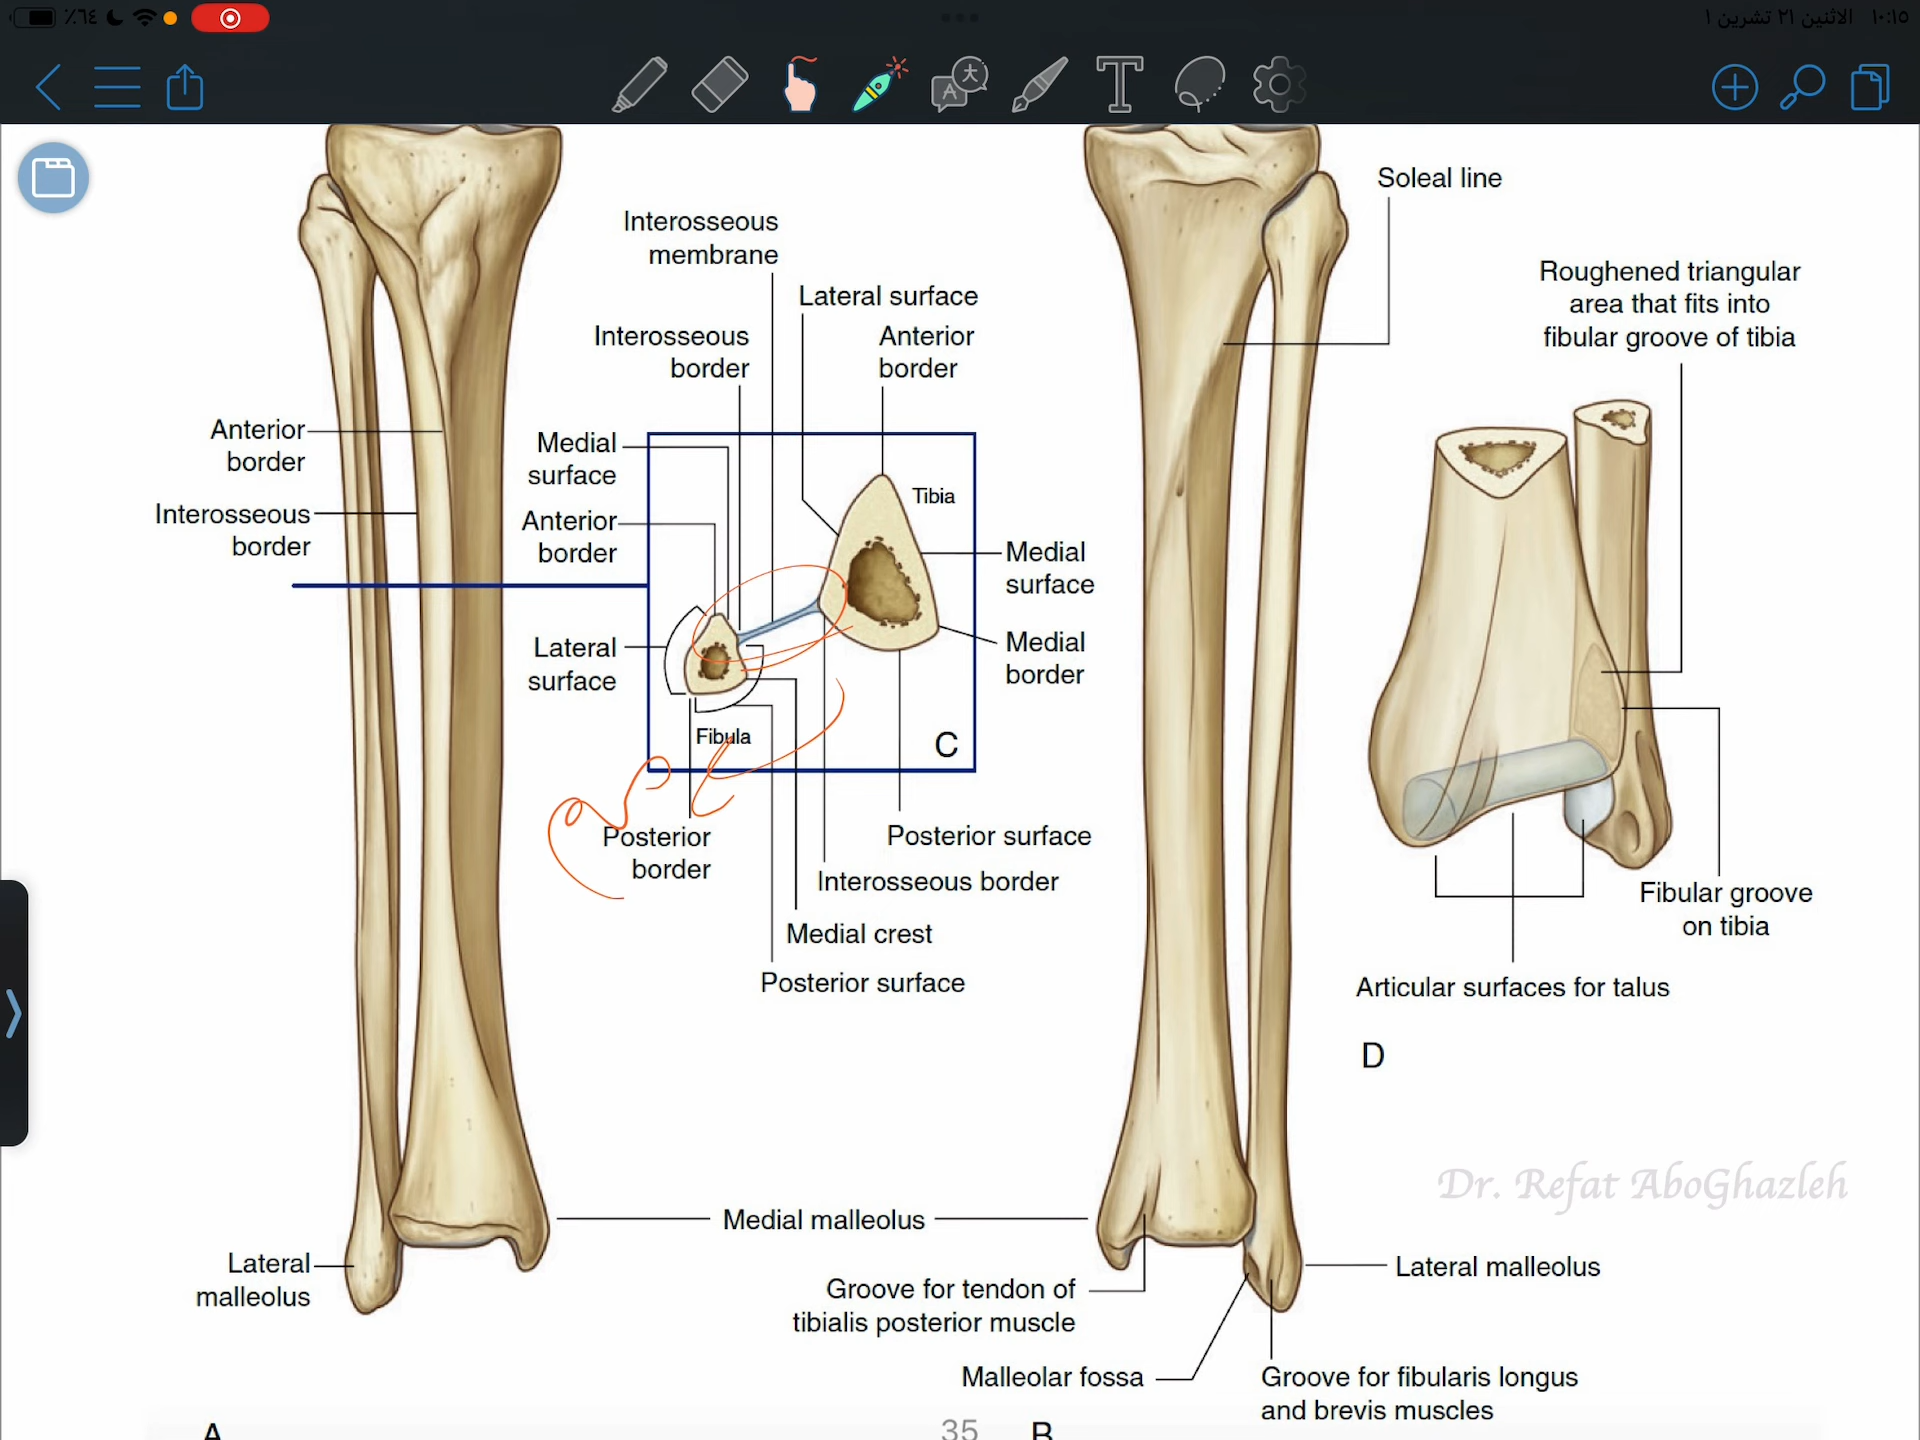 ٪٦٤
١٠:١٥ الاثنين ٢١ تشرين ١
Soleal line
Interosseous
membrane
Roughened triangular
area that fits into
fibular groove of tibia
Lateral surface
Interosseous
border
Anterior
border
Anterior
border
Medial
surface
Tibia
Interosseous
border
Anterior
border
Medial
surface
Lateral
surface
Medial
border
Fibula
C
Posterior
border
Posterior surface
Interosseous border
Fibular groove
on tibia
Medial crest
Posterior surface
Articular surfaces for talus
D
Dr. Refat AboGhazleh
Medial malleolus
Lateral
malleolus
Lateral malleolus
Groove for tendon of
tibialis posterior muscle
Malleolar fossa
Groove for fibularis longus
and brevis muscles
A
35
B